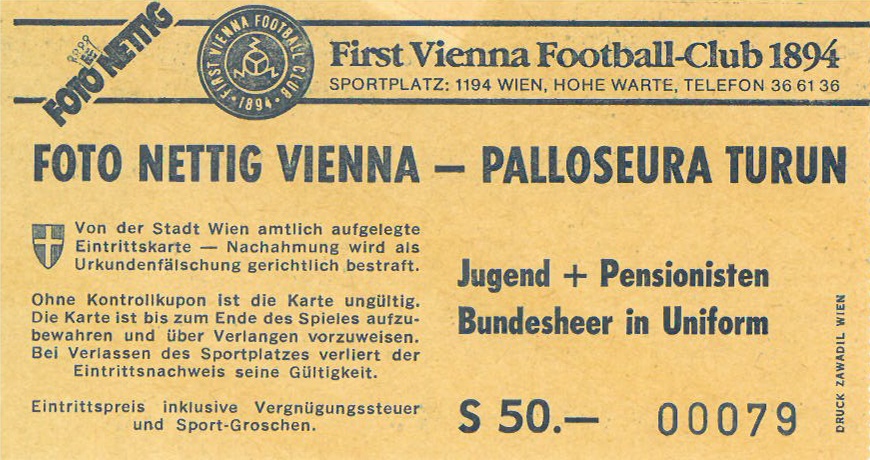 FOTO NETTIG
FIRST VIENNA FOOTBALL CLUB
• 1894 •
First Vienna Football-Club 1894
SPORTPLATZ: 1194 WIEN, HOHE WARTE, TELEFON 36 61 36
FOTO NETTIG VIENNA — PALLOSEURA TURUN
Von der Stadt Wien amtlich aufgelegte
Eintrittskarte — Nachahmung wird als
Urkundenfälschung gerichtlich bestraft.
Ohne Kontrollkupon ist die Karte ungültig.
Die Karte ist bis zum Ende des Spieles aufzu-
bewahren und über Verlangen vorzuweisen.
Bei Verlassen des Sportplatzes verliert der
Eintrittsnachweis seine Gültigkeit.
Eintrittspreis inklusive Vergnügungssteuer
und Sport-Groschen.
Jugend + Pensionisten
Bundesheer in Uniform
S 50.—
00079
DRUCK ZAWADIL WIEN